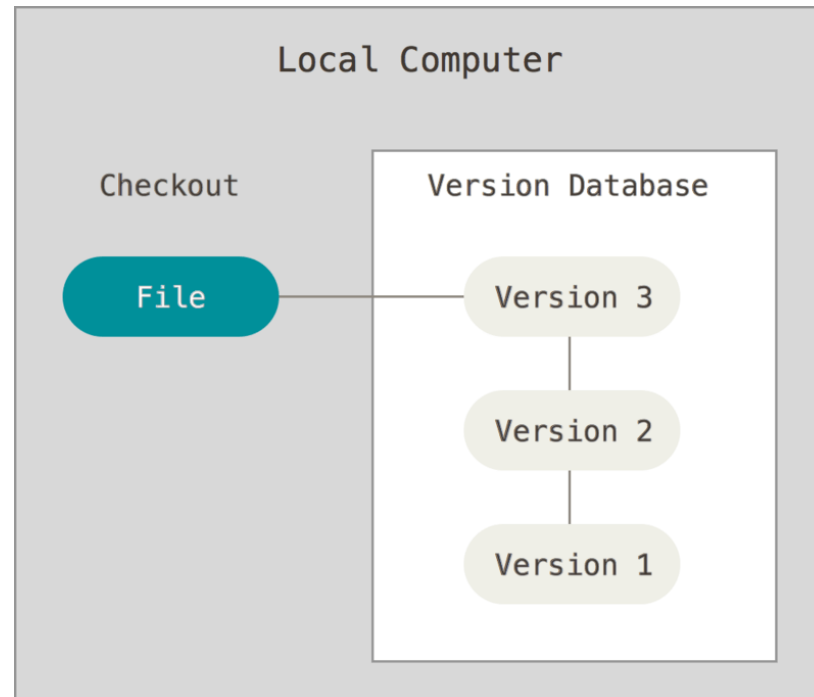 Local Computer
Checkout
Version Database
File
Version 3
Version 2
Version 1